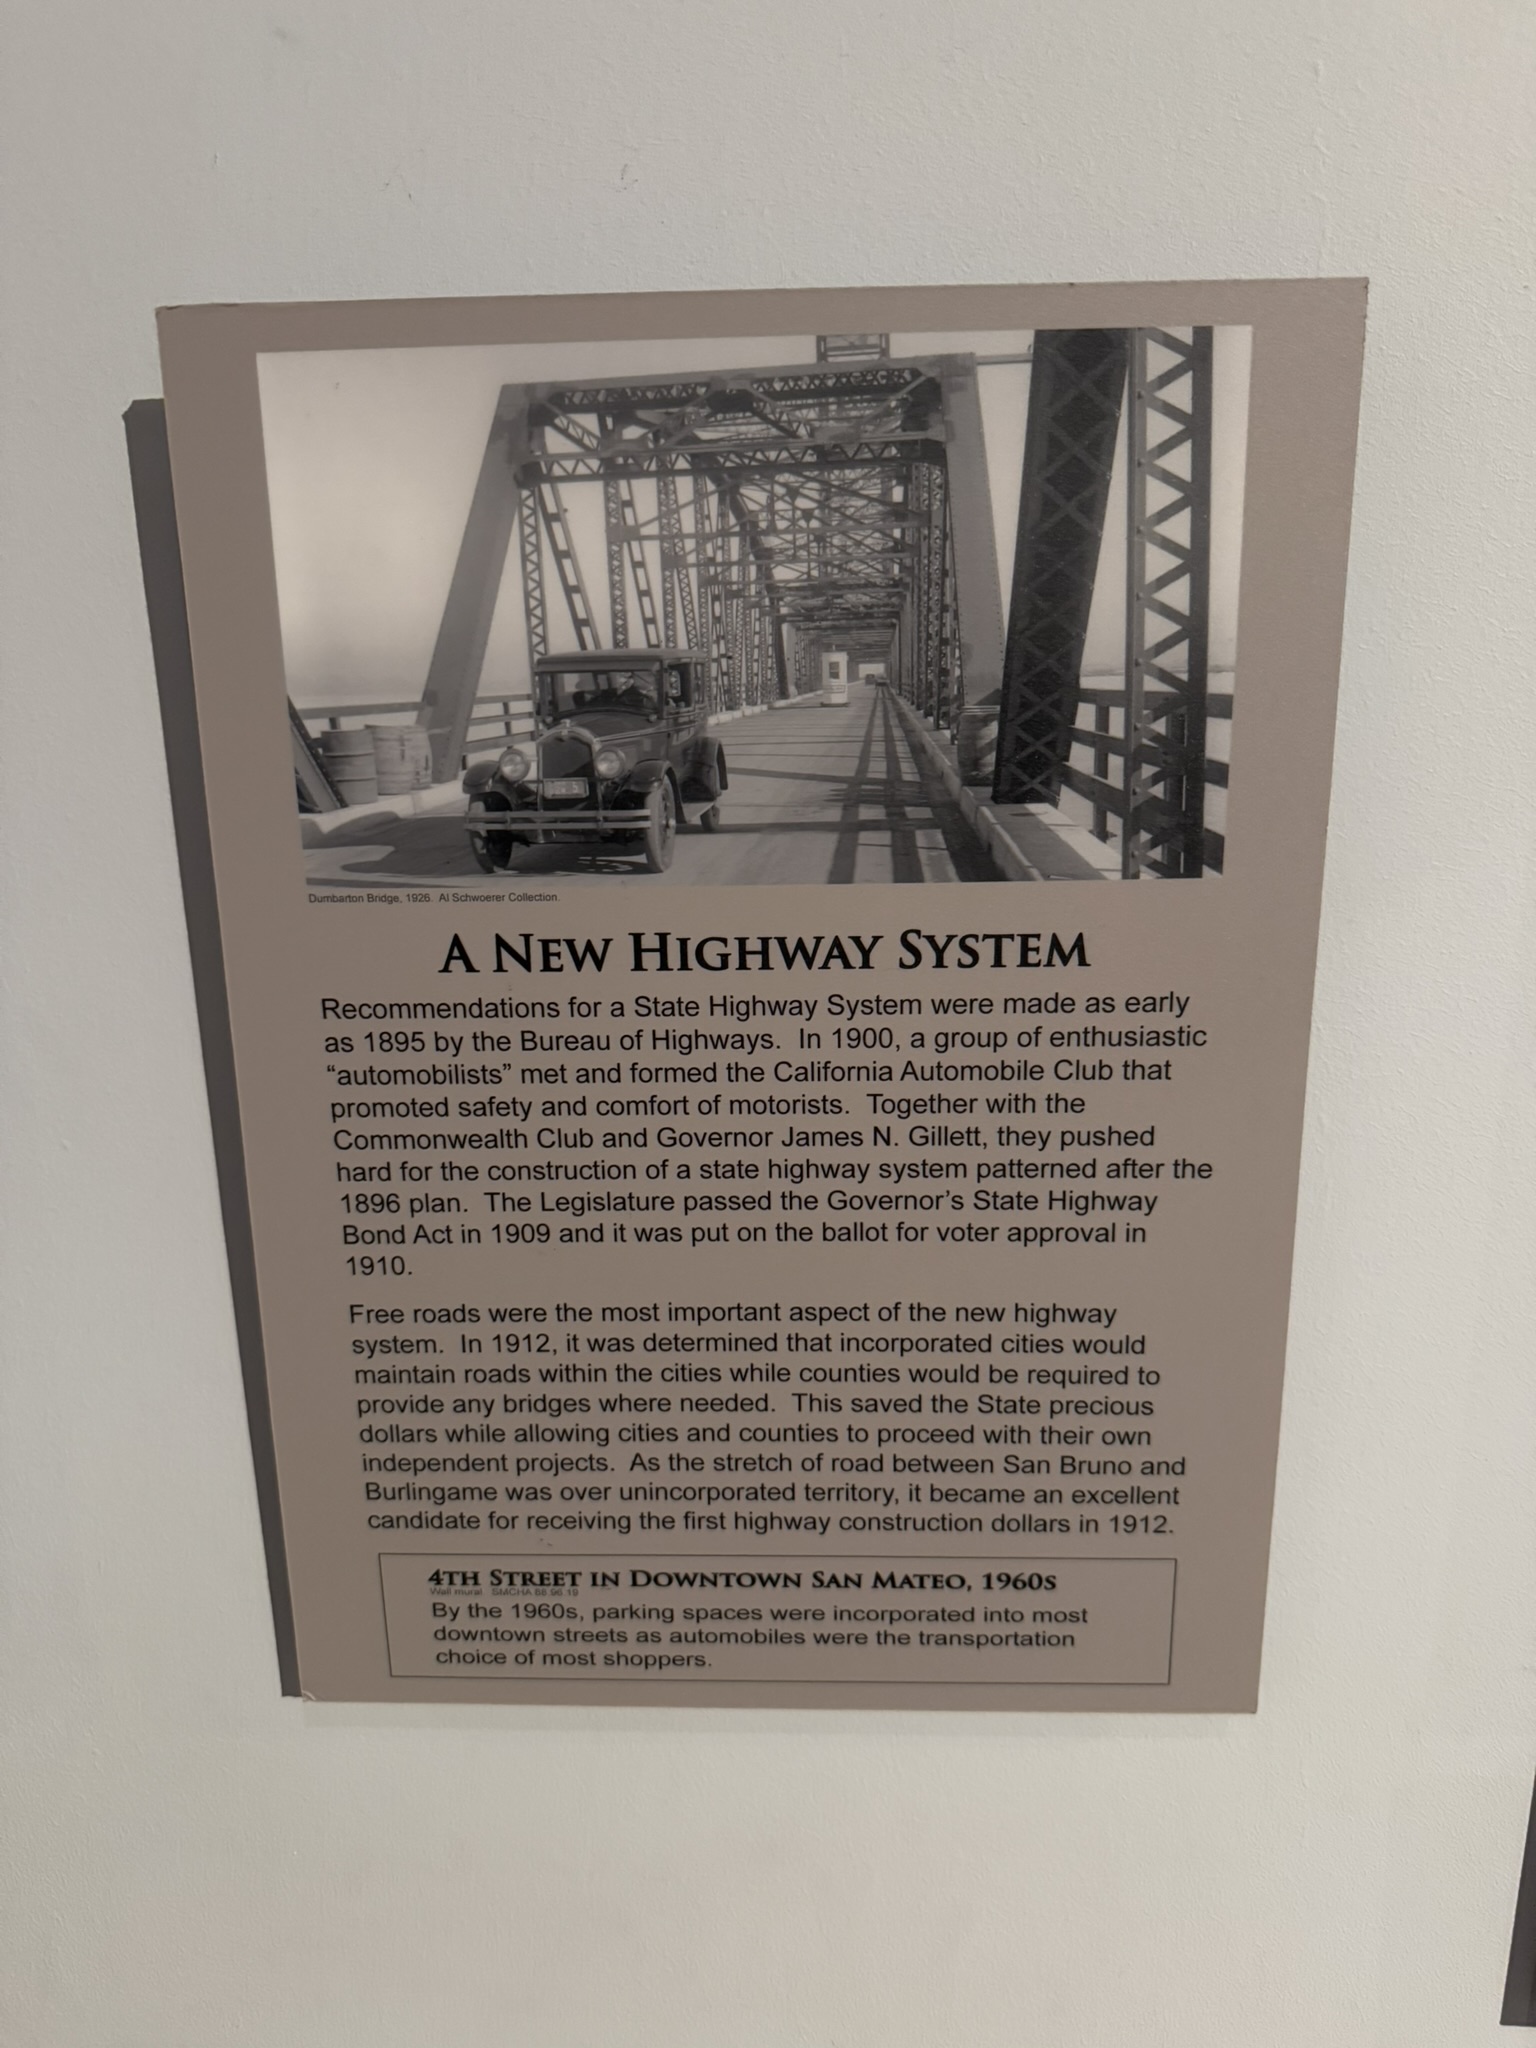 Dumbarton Bridge, 1926. Al Schwoerer Collection.
A New Highway System
Recommendations for a State Highway System were made as early
as 1895 by the Bureau of Highways. In 1900, a group of enthusiastic
“automobilists” met and formed the California Automobile Club that
promoted safety and comfort of motorists. Together with the
Commonwealth Club and Governor James N. Gillett, they pushed
hard for the construction of a state highway system patterned after the
1896 plan. The Legislature passed the Governor’s State Highway
Bond Act in 1909 and it was put on the ballot for voter approval in
1910.
Free roads were the most important aspect of the new highway
system. In 1912, it was determined that incorporated cities would
maintain roads within the cities while counties would be required to
provide any bridges where needed. This saved the State precious
dollars while allowing cities and counties to proceed with their own
independent projects. As the stretch of road between San Bruno and
Burlingame was over unincorporated territory, it became an excellent
candidate for receiving the first highway construction dollars in 1912.
4th Street in Downtown San Mateo, 1960s
Wall mural SMCHA
By the 1960s, parking spaces were incorporated into most
downtown streets as automobiles were the transportation
choice of most shoppers.